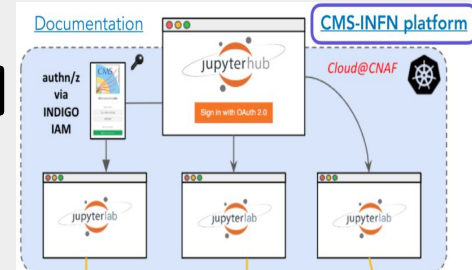 Documentation
CMS-INFN platform
authn/z
via
INDIGO
IAM
CMS
jupyterhub
Sign in with OAuth 2.0
Cloud@CNAF
jupyterlab
jupyterlab
jupyterlab